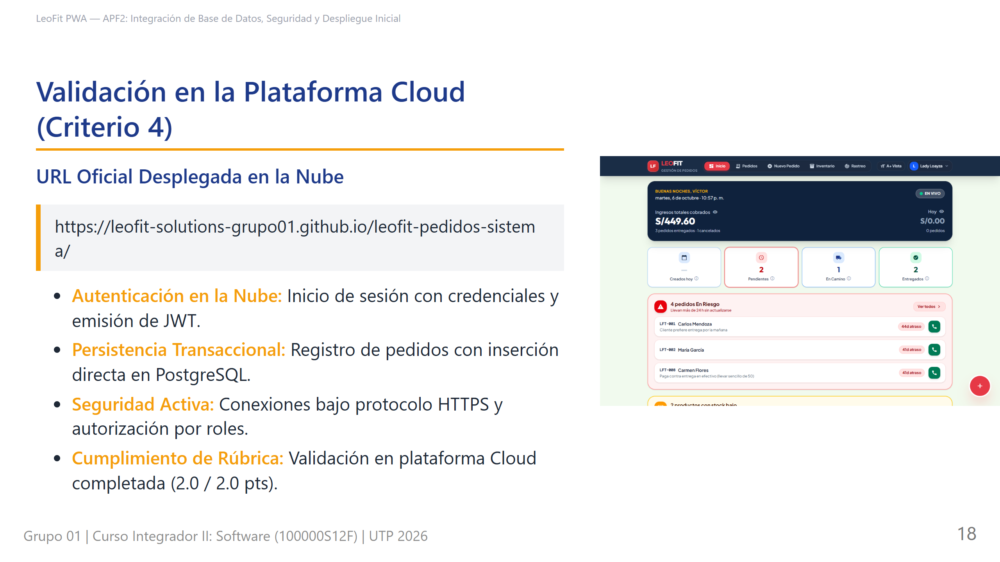 LeoFit PWA — APF2: Integración de Base de Datos, Seguridad y Despliegue Inicial
Validación en la Plataforma Cloud
(Criterio 4)
URL Oficial Desplegada en la Nube
https://leofit-solutions-grupo01.github.io/leofit-pedidos-sistem
a/
• Autenticación en la Nube: Inicio de sesión con credenciales y
emisión de JWT.
• Persistencia Transaccional: Registro de pedidos con inserción
directa en PostgreSQL.
• Seguridad Activa: Conexiones bajo protocolo HTTPS y
autorización por roles.
• Cumplimiento de Rúbrica: Validación en plataforma Cloud
completada (2.0 / 2.0 pts).
LF LEOFIT
GESTIÓN DE PEDIDOS
Inicio Pedidos Nuevo Pedido Inventario Rastreo A+ Vista L Lady Loayza
BUENAS NOCHES, VÍCTOR
martes, 6 de octubre · 10:57 p. m.
EN VIVO
Ingresos totales cobrados
S/449.60
3 pedidos entregados · 1 cancelados
Hoy
S/0.00
0 pedidos
—
Creados hoy
2
Pendientes
1
En Camino
2
Entregados
4 pedidos En Riesgo
Llevan más de 24 h sin actualizarse
Ver todos
LFT-001 Carlos Mendoza
Cliente prefiere entrega por la mañana
44d atraso
LFT-002 María García
41d atraso
LFT-008 Carmen Flores
Paga contra entrega en efectivo (llevar sencillo de 50)
41d atraso
+
2 productos con stock bajo
Grupo 01 | Curso Integrador II: Software (100000S12F) | UTP 2026
18